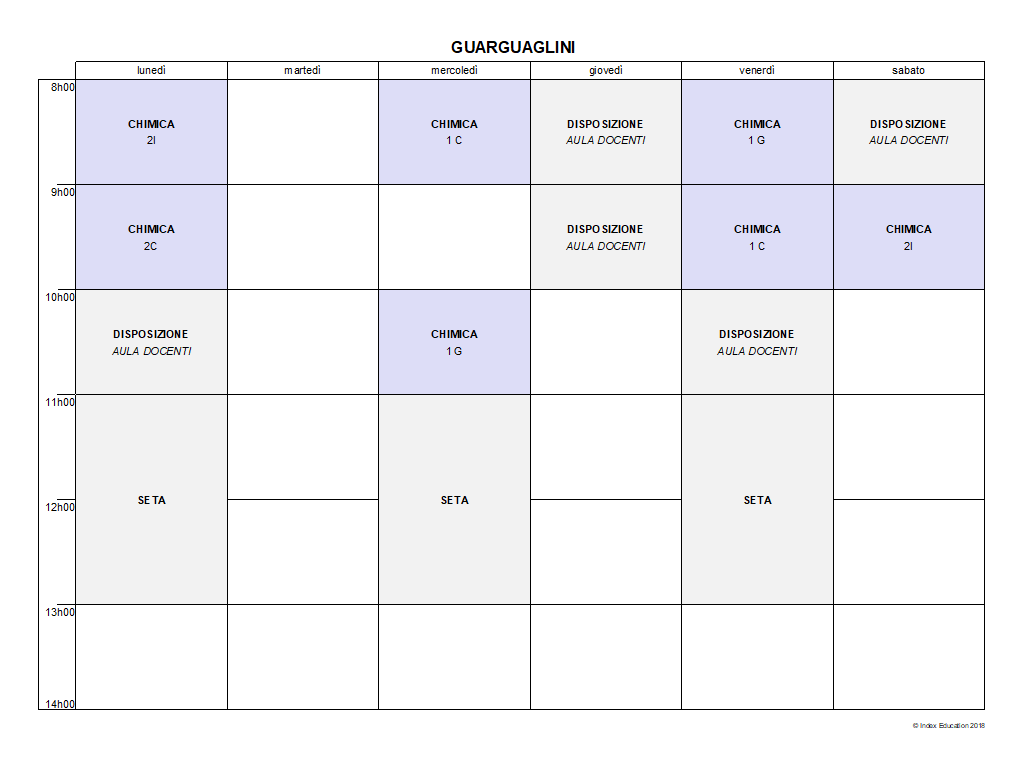 GUARGUAGLINI
lunedì martedì mercoledì giovedì venerdì sabato
8h00
CHIMICA CHIMICA DISPOSIZIONE CHIMICA DISPOSIZIONE
2I 1 C AULA DOCENTI 1 G AULA DOCENTI
9h00
CHIMICA DISPOSIZIONE CHIMICA CHIMICA
2C AULA DOCENTI 1 C 2I
10h00
DISPOSIZIONE CHIMICA DISPOSIZIONE
AULA DOCENTI 1 G AULA DOCENTI
11h00
SETA SETA SETA
12h00
13h00
14h00
© Index Education 2018